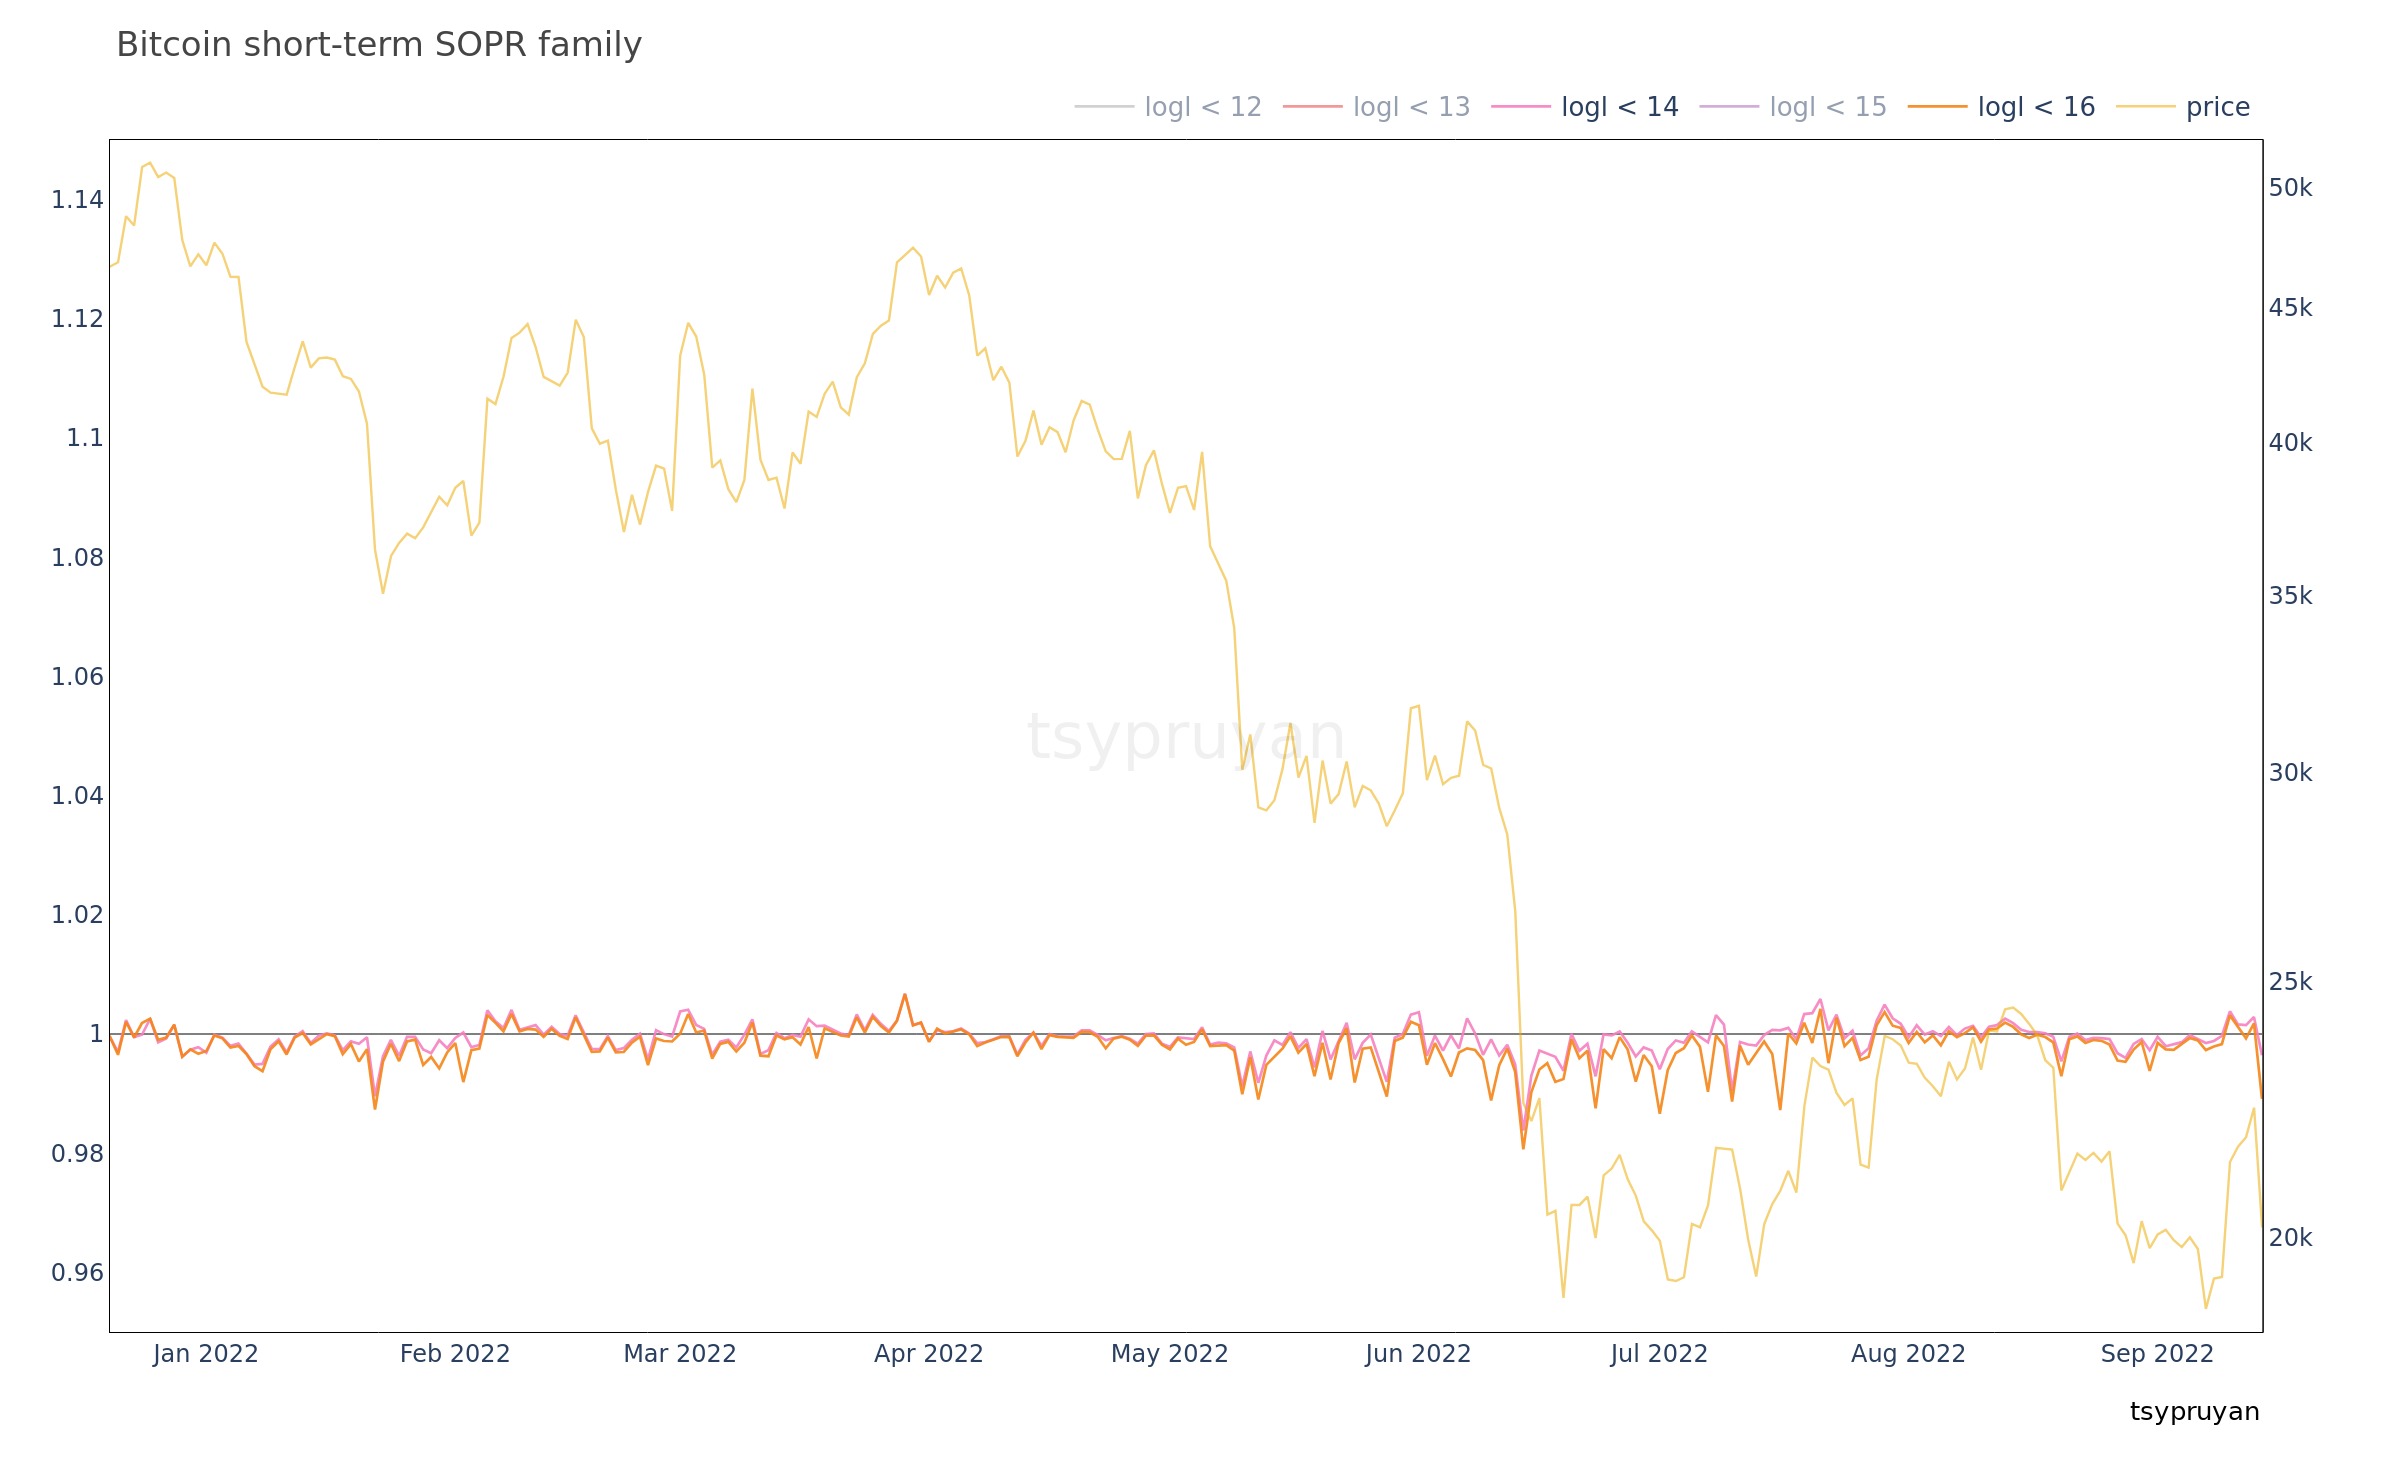 Bitcoin short-term SOPR family
logl < 12 logl < 13 logl < 14 logl < 15 logl < 16 price
1.14
1.12
1.1
1.08
1.06
1.04
1.02
1
0.98
0.96
50k
45k
40k
35k
30k
25k
20k
tsypruyan
Jan 2022 Feb 2022 Mar 2022 Apr 2022 May 2022 Jun 2022 Jul 2022 Aug 2022 Sep 2022
tsypruyan